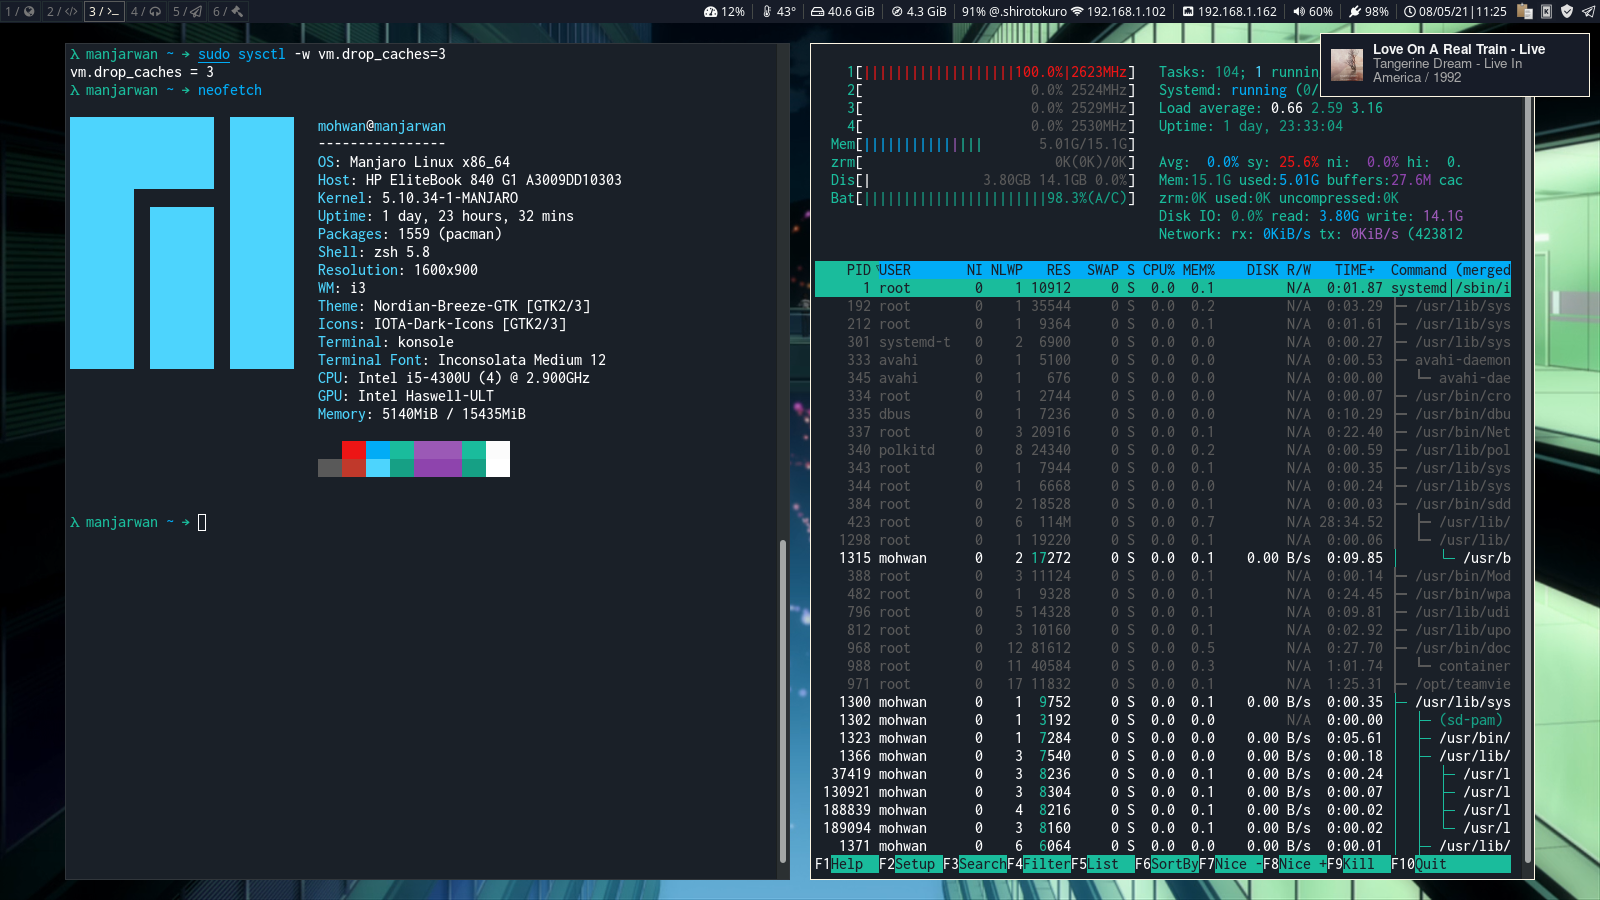 1 / 2 / 3 / 4 / 5 / 6 / 12% 43° 40.6 GiB 4.3 GiB 91% @.shirotokuro 192.168.1.102 192.168.1.162 60% 98% 08/05/21|11:25
Love On A Real Train - Live
Tangerine Dream - Live In
America / 1992
λ manjarwan ~ → sudo sysctl -w vm.drop_caches=3
vm.drop_caches = 3
λ manjarwan ~ → neofetch
mohwan@manjarwan
----------------
OS: Manjaro Linux x86_64
Host: HP EliteBook 840 G1 A3009DD10303
Kernel: 5.10.34-1-MANJARO
Uptime: 1 day, 23 hours, 32 mins
Packages: 1559 (pacman)
Shell: zsh 5.8
Resolution: 1600x900
WM: i3
Theme: Nordian-Breeze-GTK [GTK2/3]
Icons: IOTA-Dark-Icons [GTK2/3]
Terminal: konsole
Terminal Font: Inconsolata Medium 12
CPU: Intel i5-4300U (4) @ 2.900GHz
GPU: Intel Haswell-ULT
Memory: 5140MiB / 15435MiB
λ manjarwan ~ →
1[|||||||||||||||||||100.0%|2623MHz] Tasks: 104; 1 runnin
2[ 0.0% 2524MHz] Systemd: running (0/
3[ 0.0% 2529MHz] Load average: 0.66 2.59 3.16
4[ 0.0% 2530MHz] Uptime: 1 day, 23:33:04
Mem[||||||||||||||| 5.01G/15.1G]
zrm[ 0K(0K)/0K] Avg: 0.0% sy: 25.6% ni: 0.0% hi: 0.
Dis[| 3.80GB 14.1GB 0.0%] Mem:15.1G used:5.01G buffers:27.6M cac
Bat[|||||||||||||||||||||||98.3%(A/C)] zrm:0K used:0K uncompressed:0K
Disk IO: 0.0% read: 3.80G write: 14.1G
Network: rx: 0KiB/s tx: 0KiB/s (423812
PID USER NI NLWP RES SWAP S CPU% MEM% DISK R/W TIME+ Command (merged
1 root 0 1 10912 0 S 0.0 0.1 N/A 0:01.87 systemd|/sbin/i
192 root 0 1 35544 0 S 0.0 0.2 N/A 0:03.29 /usr/lib/sys
212 root 0 1 9364 0 S 0.0 0.1 N/A 0:01.61 /usr/lib/sys
301 systemd-t 0 2 6900 0 S 0.0 0.0 N/A 0:00.27 /usr/lib/sys
333 avahi 0 1 5100 0 S 0.0 0.0 N/A 0:00.53 avahi-daemon
345 avahi 0 1 676 0 S 0.0 0.0 N/A 0:00.00 avahi-dae
334 root 0 1 2744 0 S 0.0 0.0 N/A 0:00.07 /usr/bin/cro
335 dbus 0 1 7236 0 S 0.0 0.0 N/A 0:10.29 /usr/bin/dbu
337 root 0 3 20916 0 S 0.0 0.1 N/A 0:22.40 /usr/bin/Net
340 polkitd 0 8 24340 0 S 0.0 0.2 N/A 0:00.59 /usr/lib/pol
343 root 0 1 7944 0 S 0.0 0.1 N/A 0:00.35 /usr/lib/sys
344 root 0 1 6668 0 S 0.0 0.0 N/A 0:00.24 /usr/lib/sys
384 root 0 2 18528 0 S 0.0 0.1 N/A 0:00.03 /usr/bin/sdd
423 root 0 6 114M 0 S 0.0 0.7 N/A 28:34.52 /usr/lib/
1298 root 0 1 19220 0 S 0.0 0.1 N/A 0:00.06 /usr/lib/
1315 mohwan 0 2 17272 0 S 0.0 0.1 0.00 B/s 0:09.85 /usr/b
388 root 0 3 11124 0 S 0.0 0.1 N/A 0:00.14 /usr/bin/Mod
482 root 0 1 9328 0 S 0.0 0.1 N/A 0:24.45 /usr/bin/wpa
796 root 0 5 14328 0 S 0.0 0.1 N/A 0:09.81 /usr/lib/udi
812 root 0 3 10160 0 S 0.0 0.1 N/A 0:02.92 /usr/lib/upo
968 root 0 12 81612 0 S 0.0 0.5 N/A 0:27.70 /usr/bin/doc
988 root 0 11 40584 0 S 0.0 0.3 N/A 1:01.74 container
971 root 0 17 11832 0 S 0.0 0.1 N/A 1:25.31 /opt/teamvie
1300 mohwan 0 1 9752 0 S 0.0 0.1 0.00 B/s 0:00.35 /usr/lib/sys
1302 mohwan 0 1 3192 0 S 0.0 0.0 N/A 0:00.00 (sd-pam)
1323 mohwan 0 1 7284 0 S 0.0 0.0 0.00 B/s 0:05.61 /usr/bin/
1366 mohwan 0 3 7540 0 S 0.0 0.0 0.00 B/s 0:00.18 /usr/lib/
37419 mohwan 0 3 8236 0 S 0.0 0.1 0.00 B/s 0:00.24 /usr/l
130921 mohwan 0 3 8304 0 S 0.0 0.1 0.00 B/s 0:00.07 /usr/l
188839 mohwan 0 4 8216 0 S 0.0 0.1 0.00 B/s 0:00.02 /usr/l
189094 mohwan 0 3 8160 0 S 0.0 0.1 0.00 B/s 0:00.02 /usr/l
1371 mohwan 0 6 6064 0 S 0.0 0.0 0.00 B/s 0:00.01 /usr/lib/
F1Help F2Setup F3SearchF4FilterF5List F6SortByF7Nice -F8Nice +F9Kill F10Quit